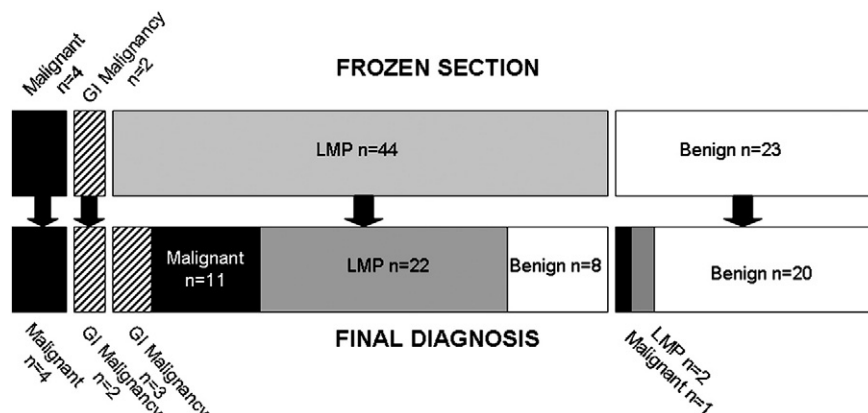 Malignant
n=4
GI Malignancy
n=2
FROZEN SECTION
LMP n=44
Benign n=23
Malignant
n=11
LMP n=22
Benign n=8
Benign n=20
Malignant
n=4
GI Malignancy
n=2
GI Malignancy
n=3
FINAL DIAGNOSIS
LMP n=2
Malignant n=1